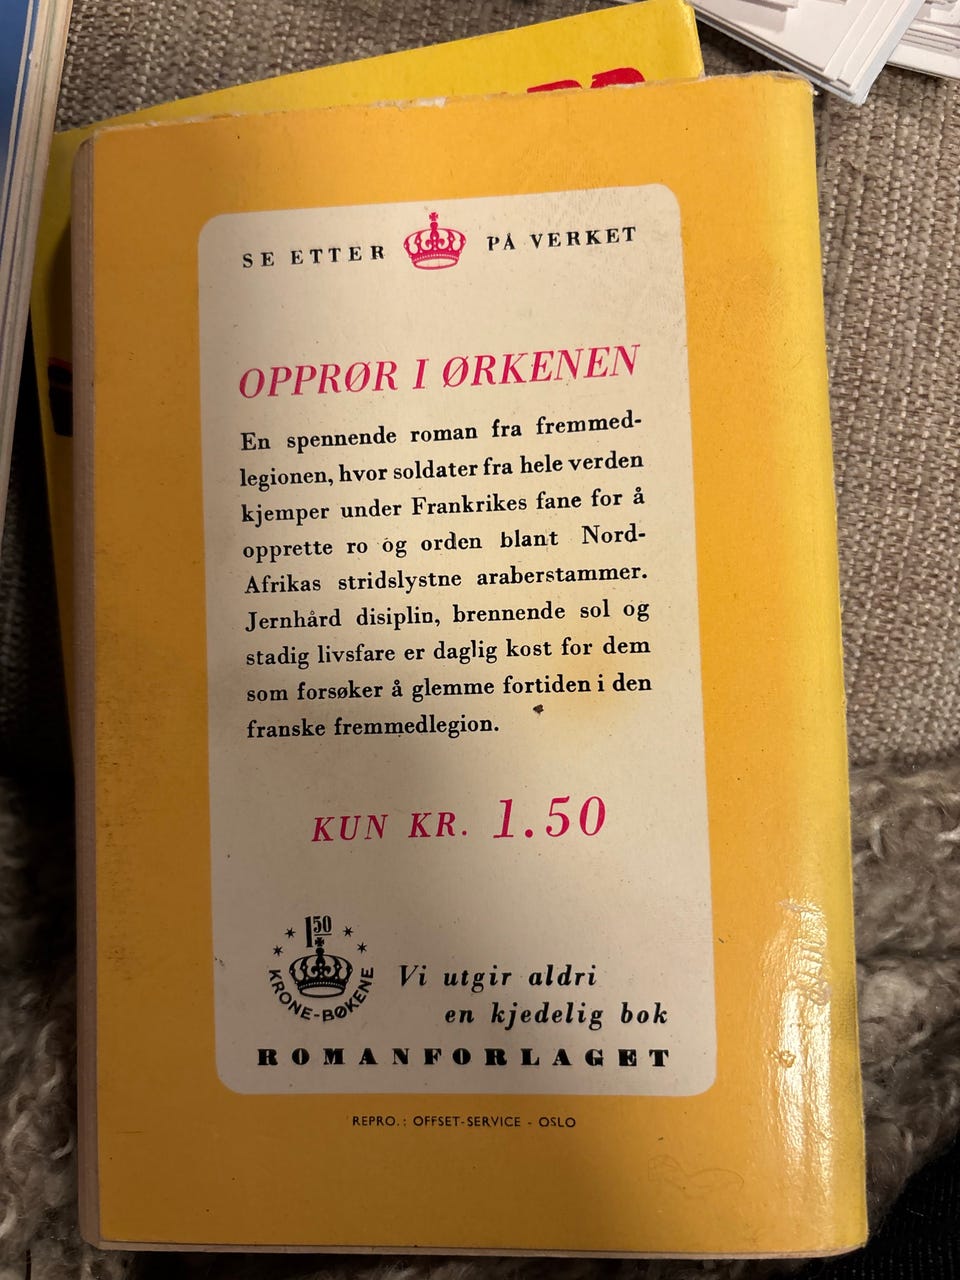 SE ETTER PÅ VERKET
OPPRØR I ØRKENEN
En spennende roman fra fremmed-
legionen, hvor soldater fra hele verden
kjemper under Frankrikes fane for å
opprette ro og orden blant Nord-
Afrikas stridslystne araberstammer.
Jernhård disiplin, brennende sol og
stadig livsfare er daglig kost for dem
som forsøker å glemme fortiden i den
franske fremmedlegion.
KUN KR. 1.50
1 50
KRONE-BØKENE
Vi utgir aldri
en kjedelig bok
ROMANFORLAGET
REPRO.: OFFSET-SERVICE - OSLO